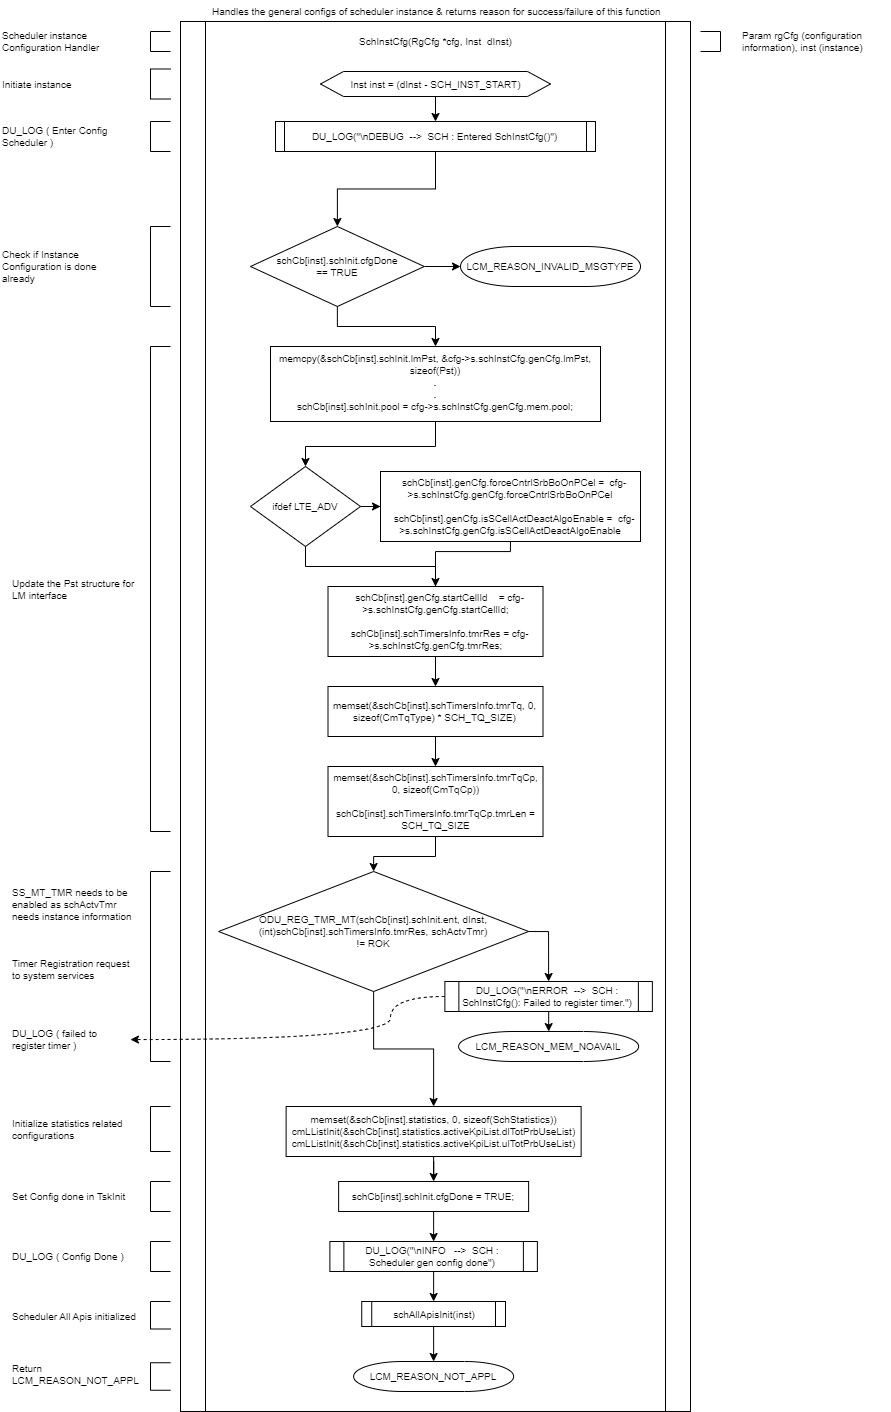 Handles the general configs of scheduler instance & returns reason for success/failure of this function
Scheduler instance
Configuration Handler
SchInstCfg(RgCfg *cfg, Inst  dInst)
Param rgCfg (configuration
information), inst (instance)
Initiate instance
Inst inst = (dInst - SCH_INST_START)
DU_LOG ( Enter Config
Scheduler )
DU_LOG("\nDEBUG  -->  SCH : Entered SchInstCfg()")
Check if Instance
Configuration is done
already
schCb[inst].schInit.cfgDone
== TRUE
LCM_REASON_INVALID_MSGTYPE
memcpy(&schCb[inst].schInit.lmPst, &cfg->s.schInstCfg.genCfg.lmPst,
sizeof(Pst))
.
.
schCb[inst].schInit.pool = cfg->s.schInstCfg.genCfg.mem.pool;
ifdef LTE_ADV
schCb[inst].genCfg.forceCntrlSrbBoOnPCel =  cfg-
>s.schInstCfg.genCfg.forceCntrlSrbBoOnPCel
schCb[inst].genCfg.isSCellActDeactAlgoEnable =  cfg-
>s.schInstCfg.genCfg.isSCellActDeactAlgoEnable
Update the Pst structure for
LM interface
schCb[inst].genCfg.startCellId    = cfg-
>s.schInstCfg.genCfg.startCellId;
schCb[inst].schTimersInfo.tmrRes = cfg-
>s.schInstCfg.genCfg.tmrRes;
memset(&schCb[inst].schTimersInfo.tmrTq, 0,
sizeof(CmTqType) * SCH_TQ_SIZE)
memset(&schCb[inst].schTimersInfo.tmrTqCp,
0, sizeof(CmTqCp))
schCb[inst].schTimersInfo.tmrTqCp.tmrLen =
SCH_TQ_SIZE
SS_MT_TMR needs to be
enabled as schActvTmr
needs instance information
ODU_REG_TMR_MT(schCb[inst].schInit.ent, dInst,
(int)schCb[inst].schTimersInfo.tmrRes, schActvTmr)
!= ROK
Timer Registration request
to system services
DU_LOG("\nERROR  -->  SCH :
SchInstCfg(): Failed to register timer.")
DU_LOG ( failed to
register timer )
LCM_REASON_MEM_NOAVAIL
Initialize statistics related
configurations
memset(&schCb[inst].statistics, 0, sizeof(SchStatistics))
cmLListInit(&schCb[inst].statistics.activeKpiList.dlTotPrbUseList)
cmLListInit(&schCb[inst].statistics.activeKpiList.ulTotPrbUseList)
Set Config done in TskInit
schCb[inst].schInit.cfgDone = TRUE;
DU_LOG ( Config Done )
DU_LOG("\nINFO   -->  SCH :
Scheduler gen config done")
Scheduler All Apis initialized
schAllApisInit(inst)
Return
LCM_REASON_NOT_APPL
LCM_REASON_NOT_APPL